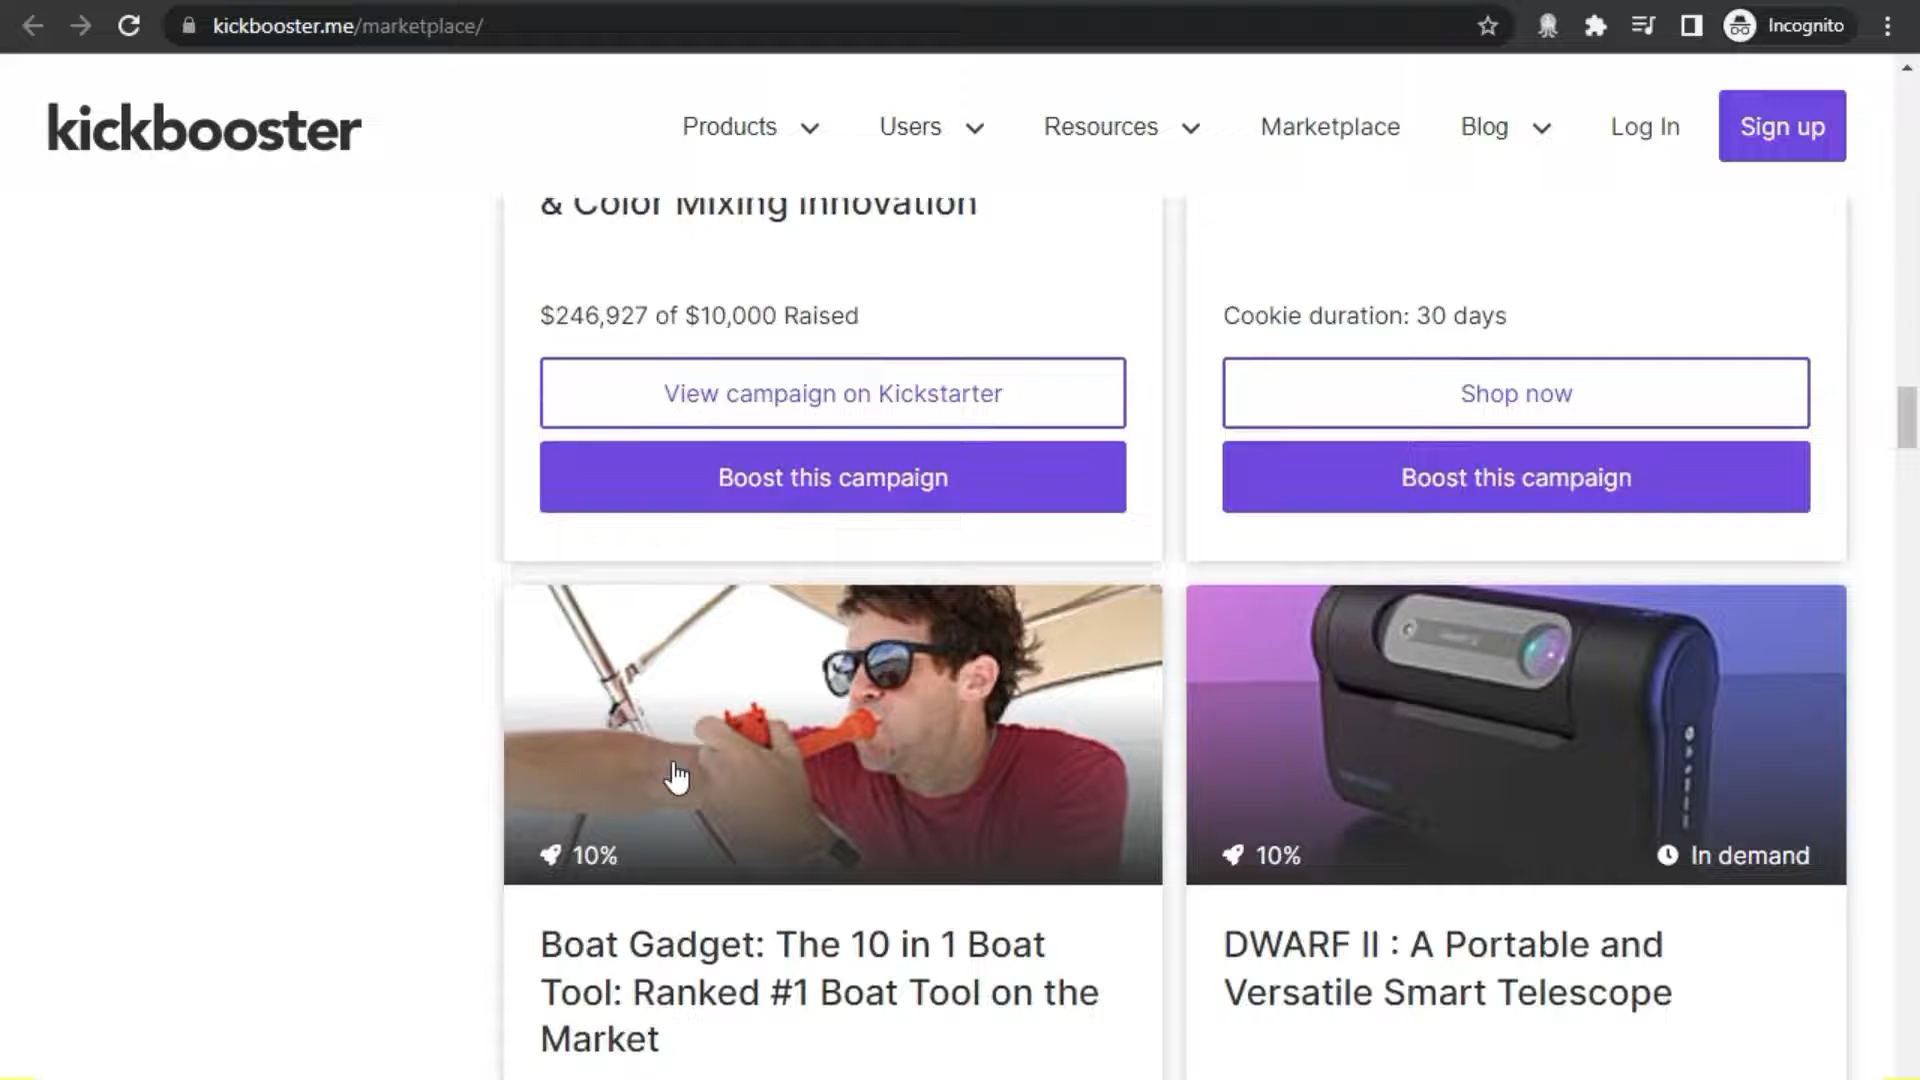 kickbooster.me/marketplace/
Incognito
kickbooster
Products
Users
Resources
Marketplace
Blog
Log In
Sign up
& Color Mixing Innovation
$246,927 of $10,000 Raised
Cookie duration: 30 days
View campaign on Kickstarter
Shop now
Boost this campaign
Boost this campaign
10%
10%
In demand
Boat Gadget: The 10 in 1 Boat
Tool: Ranked #1 Boat Tool on the
Market
DWARF II : A Portable and
Versatile Smart Telescope